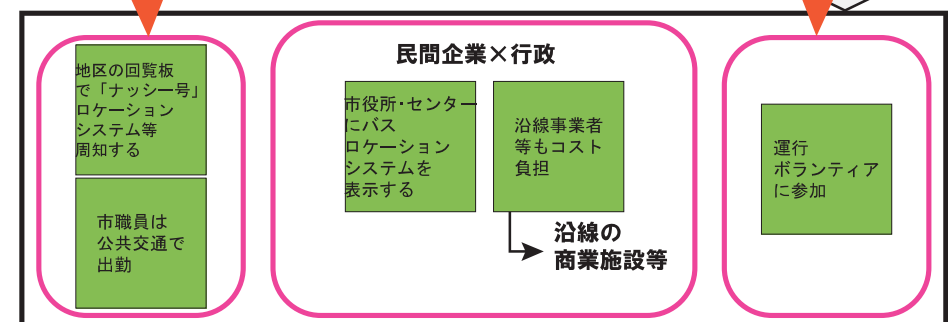 地区の回覧板
で「ナッシー号」
ロケーション
システム等
周知する
市職員は
公共交通で
出勤
民間企業×行政
市役所・センター
にバス
ロケーション
システムを
表示する
沿線事業者
等もコスト
負担
沿線の
商業施設等
運行
ボランティア
に参加